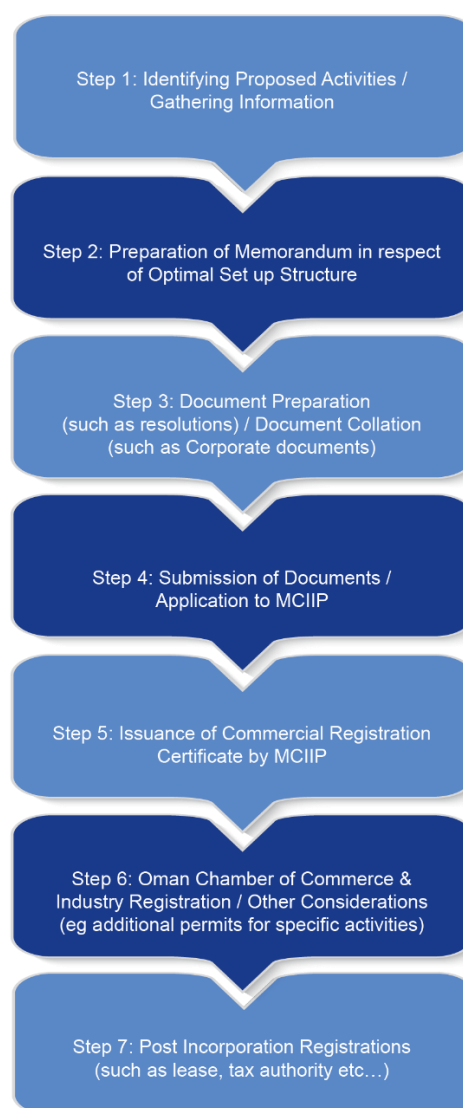 Step 1: Identifying Proposed Activities /
Gathering Information
Step 2: Preparation of Memorandum in respect
of Optimal Set up Structure
Step 3: Document Preparation
(such as resolutions) / Document Collation
(such as Corporate documents)
Step 4: Submission of Documents /
Application to MCIIP
Step 5: Issuance of Commercial Registration
Certificate by MCIIP
Step 6: Oman Chamber of Commerce &
Industry Registration / Other Considerations
(eg additional permits for specific activities)
Step 7: Post Incorporation Registrations
(such as lease, tax authority etc…)